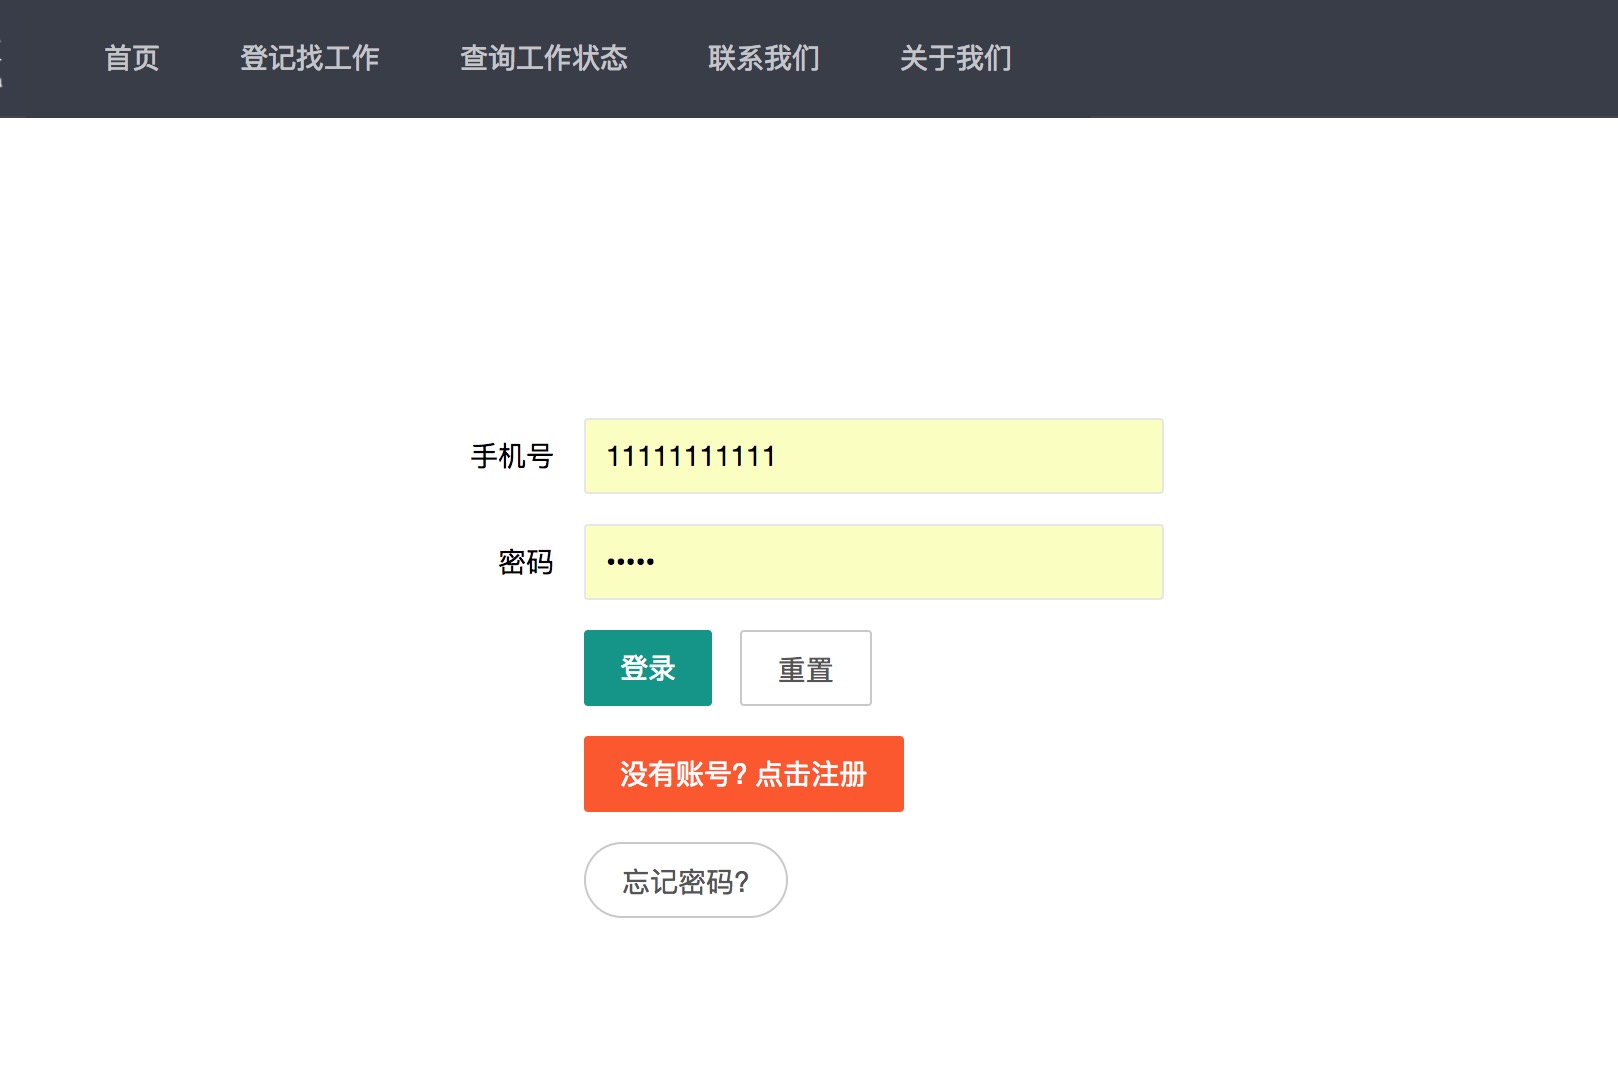 首页 登记找工作 查询工作状态 联系我们 关于我们
手机号 11111111111
密码 •••••
登录 重置
没有账号? 点击注册
忘记密码?